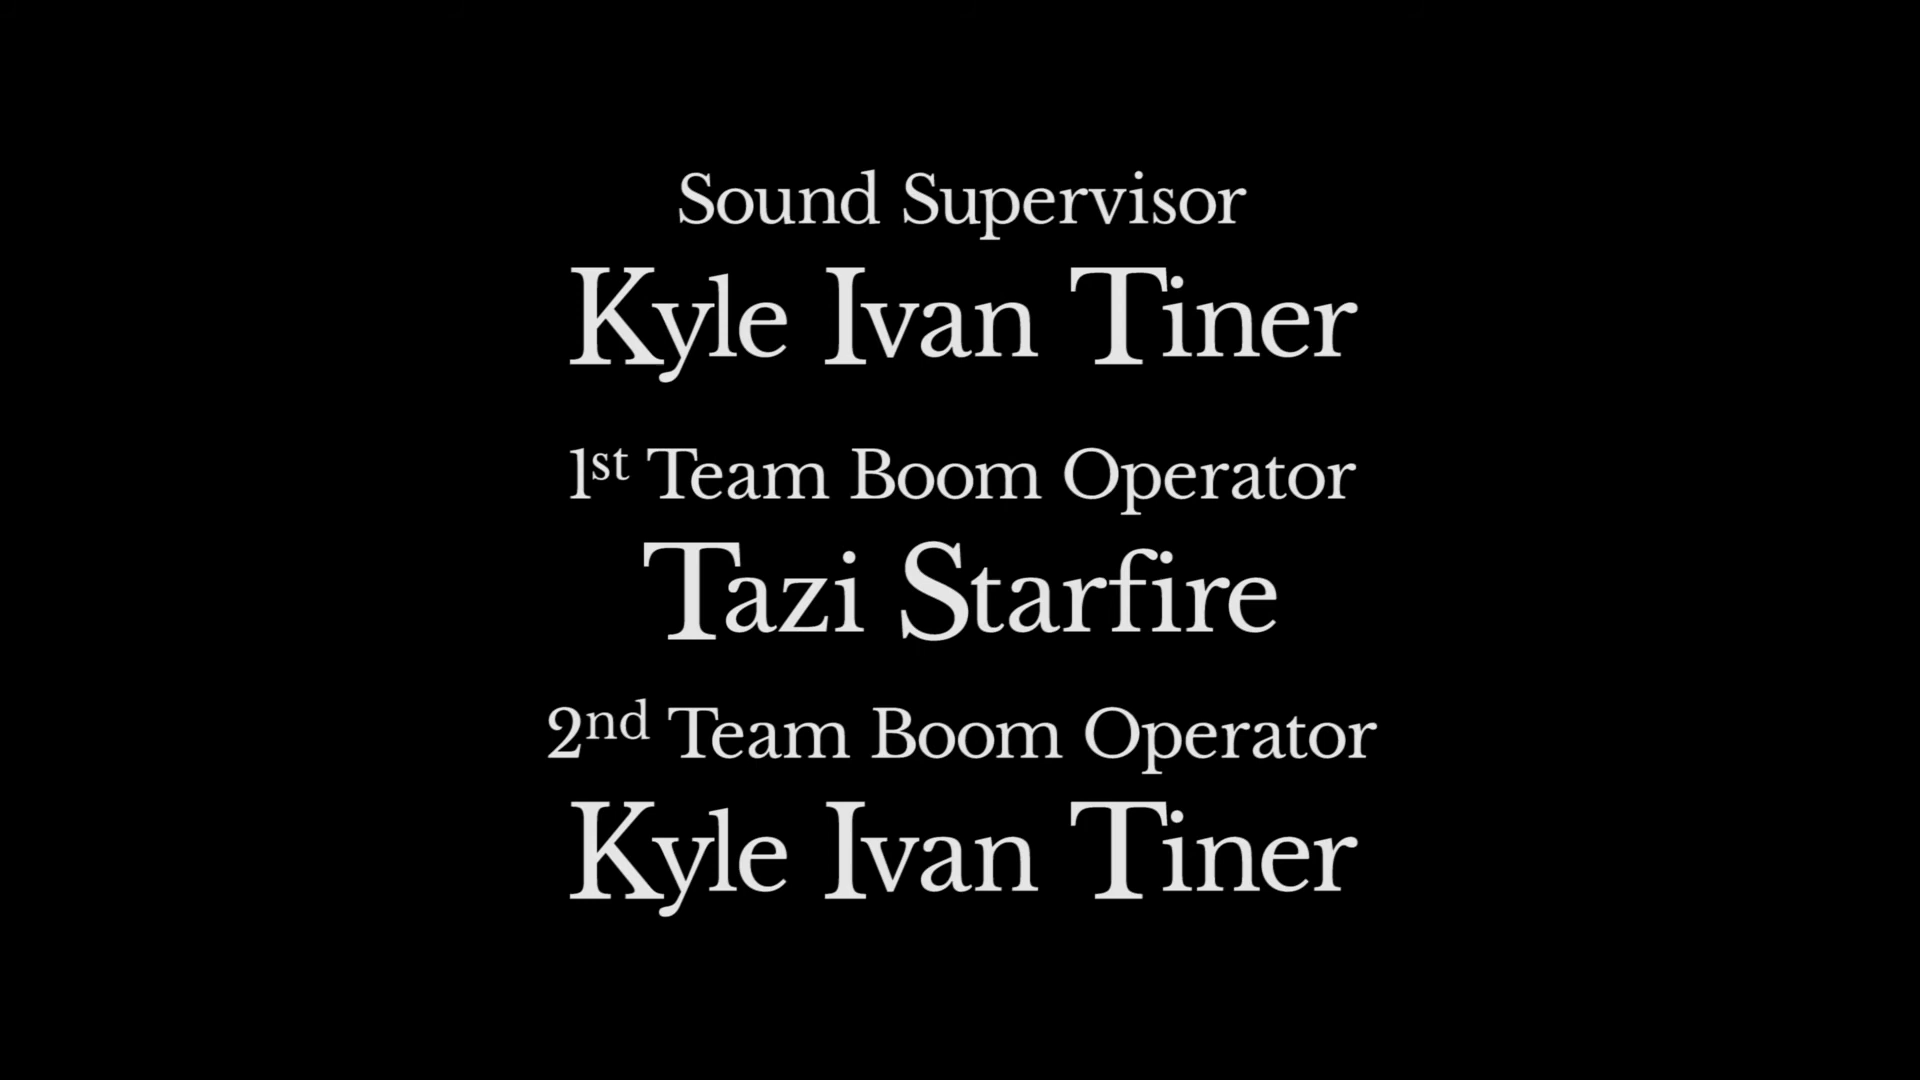 Sound Supervisor
Kyle Ivan Tiner
1st Team Boom Operator
Tazi Starfire
2nd Team Boom Operator
Kyle Ivan Tiner